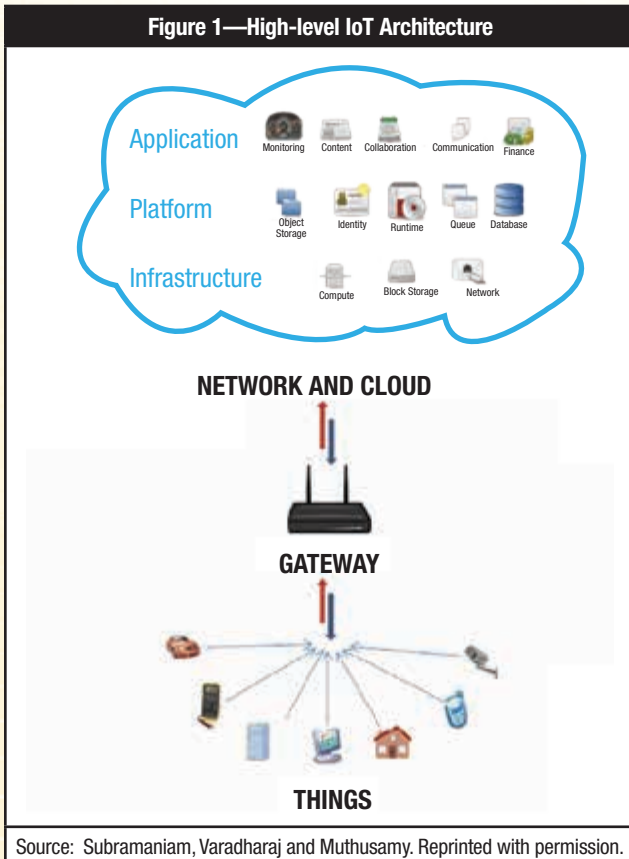 Figure 1—High-level IoT Architecture
Application
Monitoring Content Collaboration Communication Finance
Platform
Object Storage Identity Runtime Queue Database
Infrastructure
Compute Block Storage Network
NETWORK AND CLOUD
GATEWAY
THINGS
Source: Subramaniam, Varadharaj and Muthusamy. Reprinted with permission.